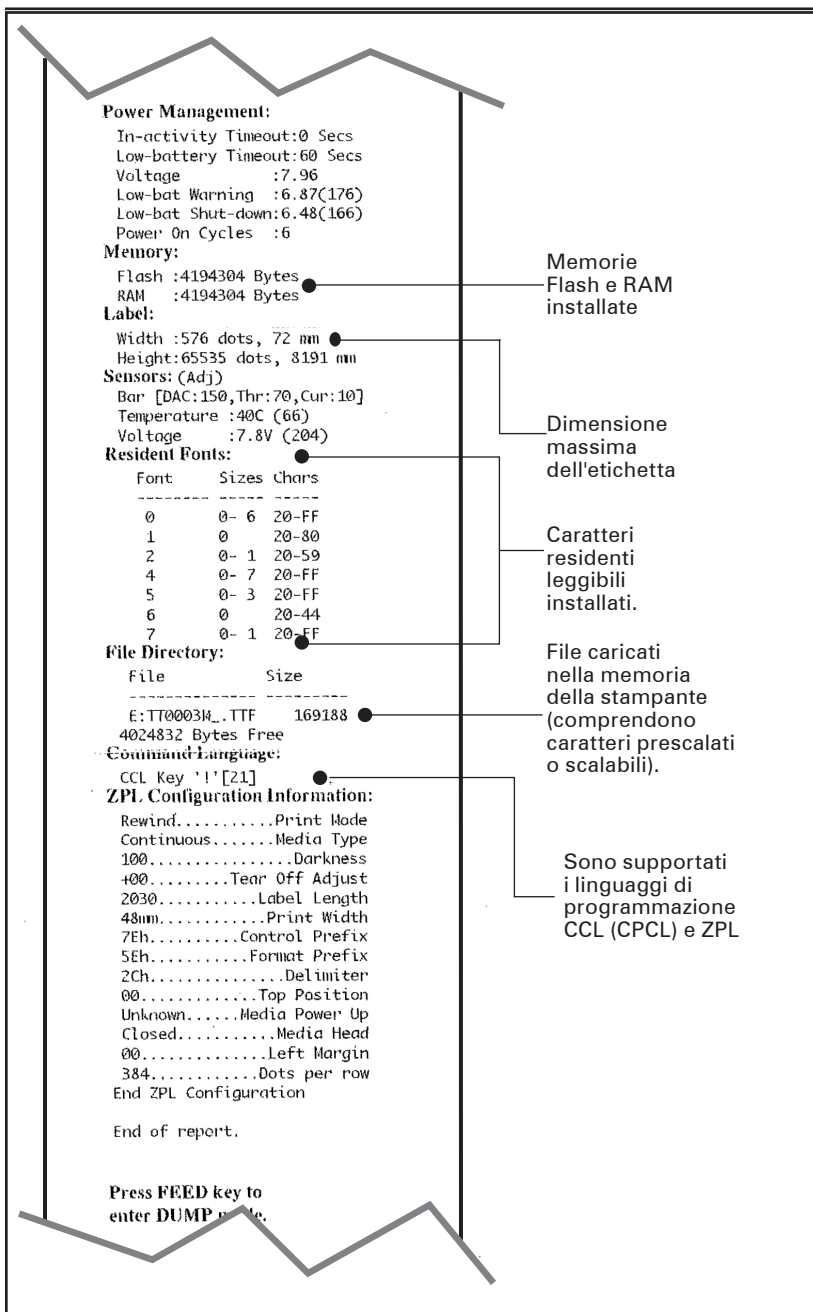 Power Management:
In-activity Timeout:0 Secs
Low-battery Timeout:60 Secs
Voltage :7.96
Low-bat Warning :6.87(176)
Low-bat Shut-down:6.48(166)
Power On Cycles :6
Memory:
Flash :4194304 Bytes
RAM :4194304 Bytes
Label:
Width :576 dots, 72 mm
Height:65535 dots, 8191 mm
Sensors: (Adj)
Bar [DAC:150,Thr:70,Cur:10]
Temperature :40C (66)
Voltage :7.8V (204)
Resident Fonts:
Font Sizes Chars
-------- ----- -----
0 0- 6 20-FF
1 0 20-80
2 0- 1 20-59
4 0- 7 20-FF
5 0- 3 20-FF
6 0 20-44
7 0- 1 20-FF
File Directory:
File Size
-------------- ---------
E:TT0003M_.TTF 169188
4024832 Bytes Free
Command Language:
CCL Key '!'[21]
ZPL Configuration Information:
Rewind...........Print Mode
Continuous.......Media Type
100................Darkness
+00.........Tear Off Adjust
2030............Label Length
48mm.............Print Width
7Eh..........Control Prefix
5Eh...........Format Prefix
2Ch...............Delimiter
00.............Top Position
Unknown......Media Power Up
Closed...........Media Head
00..............Left Margin
384............Dots per row
End ZPL Configuration
End of report.
Press FEED key to
enter DUMP
Memorie
Flash e RAM
installate
Dimensione
massima
dell'etichetta
Caratteri
residenti
leggibili
installati.
File caricati
nella memoria
della stampante
(comprendono
caratteri prescalati
o scalabili).
Sono supportati
i linguaggi di
programmazione
CCL (CPCL) e ZPL